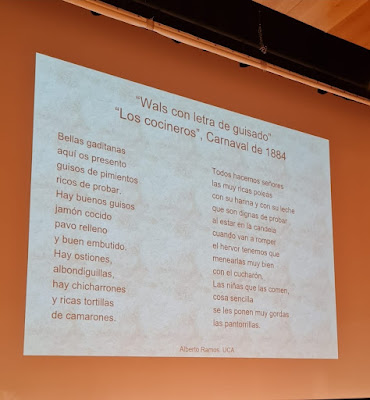 “Wals con letra de guisado”
“Los cocineros”, Carnaval de 1884
Bellas gaditanas
aquí os presento
guisos de pimientos
ricos de probar.
Hay buenos guisos
jamón cocido
pavo relleno
y buen embutido.
Hay ostiones,
albondiguillas,
hay chicharrones
y ricas tortillas
de camarones.
Todos hacemos señores
las muy ricas poleás
con su harina y con su leche
que son dignas de probar
al estar en la candela
cuando van a romper
el hervor tenemos que
menearlas muy bien
con el cucharón,
Las niñas que las comen,
cosa sencilla
se les ponen muy gordas
las pantorrillas.
Alberto Ramos UCA